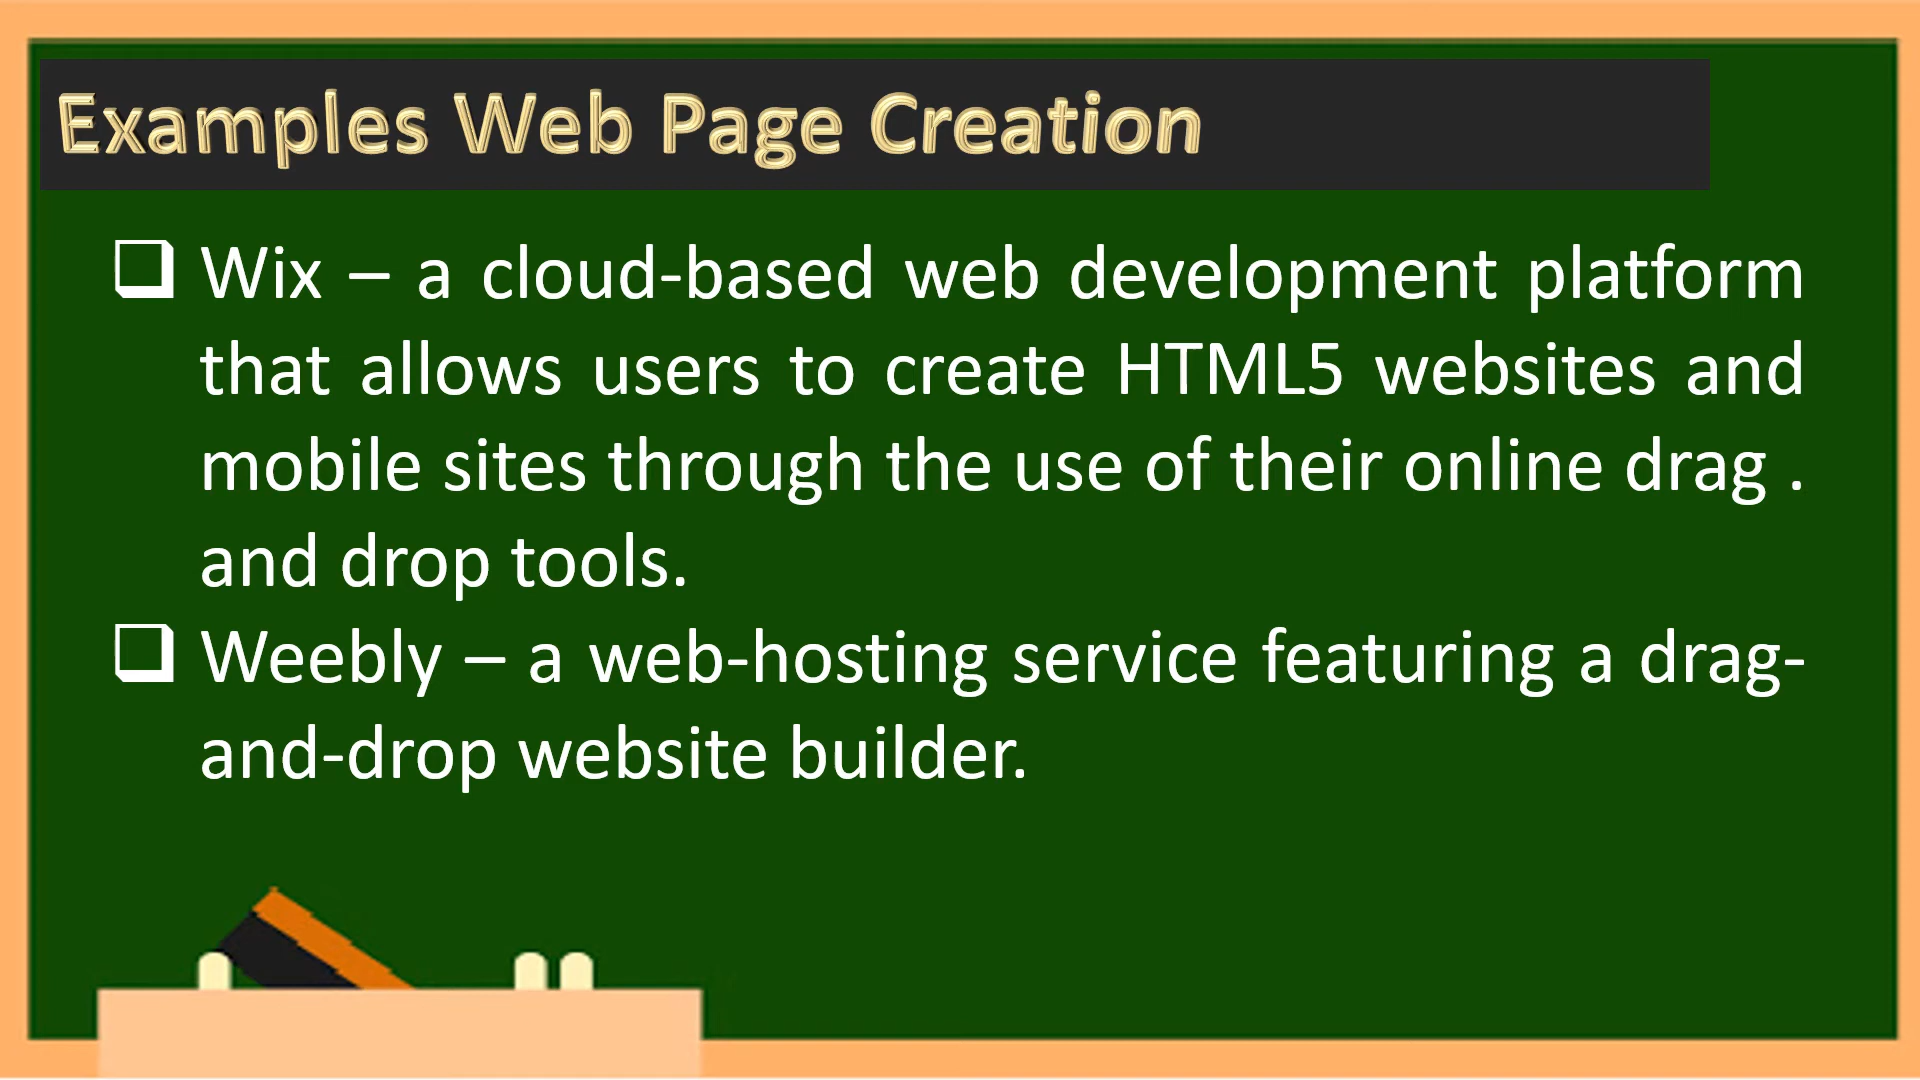 Examples Web Page Creation
❑ Wix – a cloud-based web development platform
that allows users to create HTML5 websites and
mobile sites through the use of their online drag .
and drop tools.
❑ Weebly – a web-hosting service featuring a drag-
and-drop website builder.